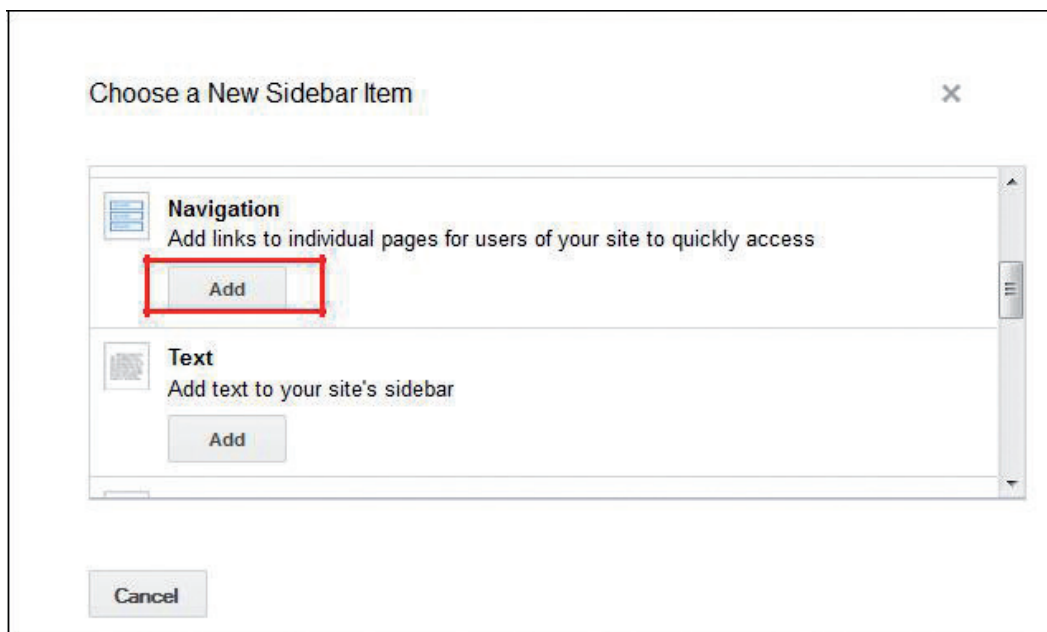 Choose a New Sidebar Item
Navigation
Add links to individual pages for users of your site to quickly access
Add
Text
Add text to your site's sidebar
Add
Cancel